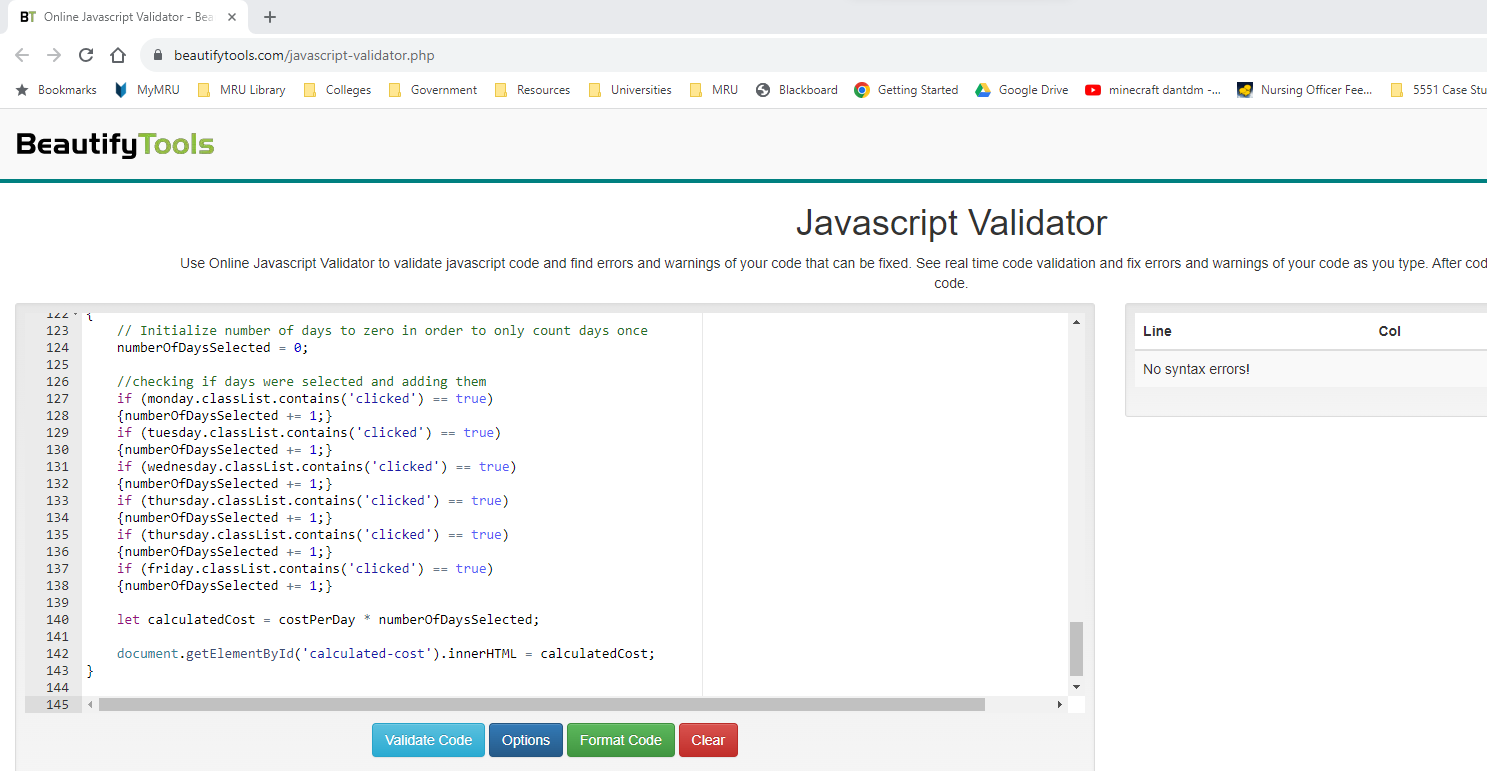 BT Online Javascript Validator - Bea
beautifytools.com/javascript-validator.php
Bookmarks MyMRU MRU Library Colleges Government Resources Universities MRU Blackboard Getting Started Google Drive minecraft dantdm -... Nursing Officer Fee... 5551 Case Stu
BeautifyTools
Javascript Validator
Use Online Javascript Validator to validate javascript code and find errors and warnings of your code that can be fixed. See real time code validation and fix errors and warnings of your code as you type. After cod
code.
122 {
123 // Initialize number of days to zero in order to only count days once
124 numberOfDaysSelected = 0;
125
126 //checking if days were selected and adding them
127 if (monday.classList.contains('clicked') == true)
128 {numberOfDaysSelected += 1;}
129 if (tuesday.classList.contains('clicked') == true)
130 {numberOfDaysSelected += 1;}
131 if (wednesday.classList.contains('clicked') == true)
132 {numberOfDaysSelected += 1;}
133 if (thursday.classList.contains('clicked') == true)
134 {numberOfDaysSelected += 1;}
135 if (thursday.classList.contains('clicked') == true)
136 {numberOfDaysSelected += 1;}
137 if (friday.classList.contains('clicked') == true)
138 {numberOfDaysSelected += 1;}
139
140 let calculatedCost = costPerDay * numberOfDaysSelected;
141
142 document.getElementById('calculated-cost').innerHTML = calculatedCost;
143 }
144
145
Line Col
No syntax errors!
Validate Code Options Format Code Clear